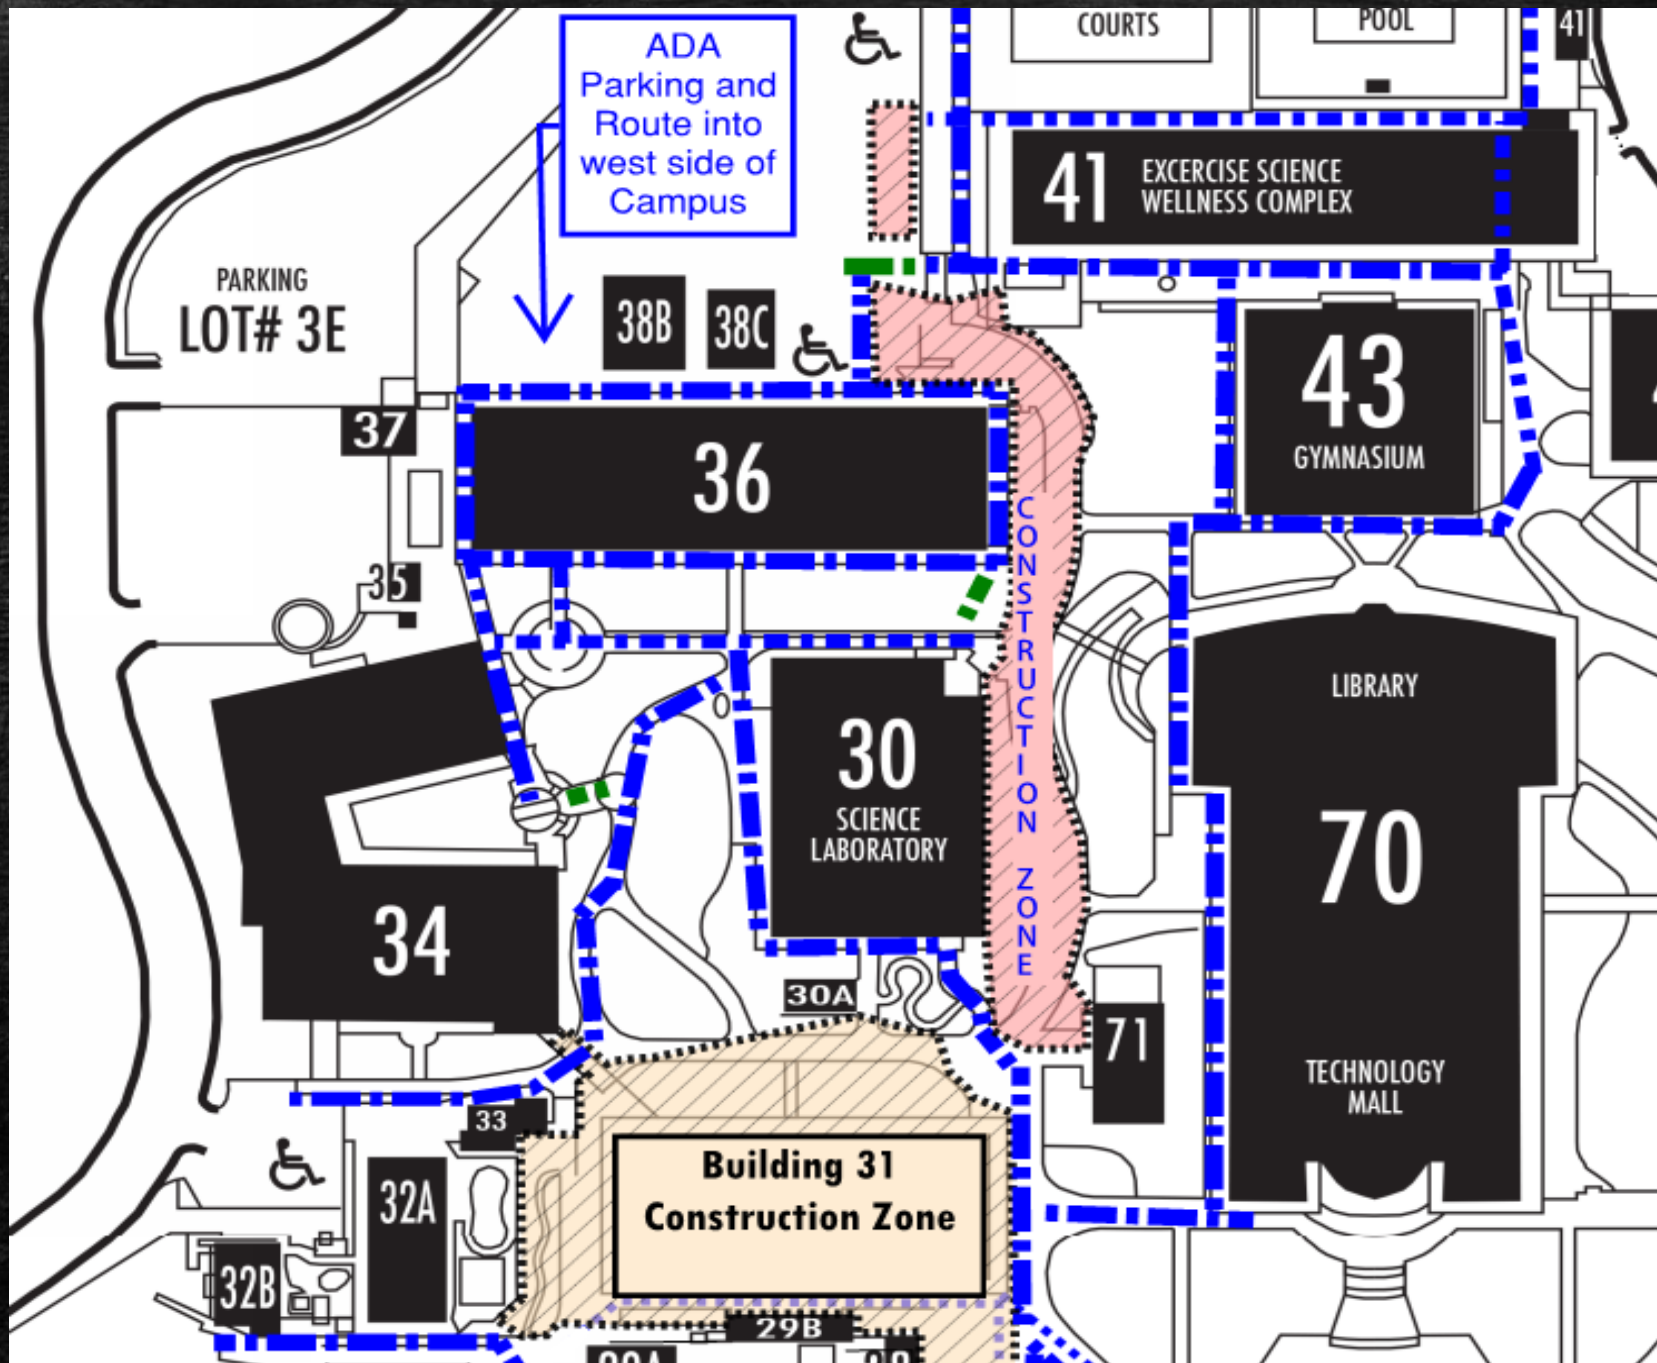 COURTS
POOL
41
ADA
Parking and
Route into
west side of
Campus
41
EXCERCISE SCIENCE
WELLNESS COMPLEX
PARKING
LOT# 3E
38B
38C
43
GYMNASIUM
37
36
35
CONSTRUCTION ZONE
LIBRARY
30
SCIENCE
LABORATORY
70
34
30A
71
TECHNOLOGY
MALL
33
Building 31
Construction Zone
32A
32B
29B